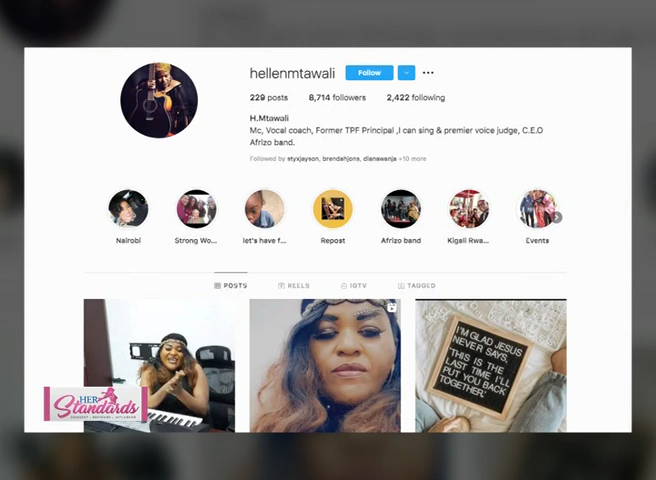 hellenmtawali
Follow
229 posts 8,714 followers 2,422 following
H.Mtawali
Mc, Vocal coach, Former TPF Principal ,I can sing & premier voice judge, C.E.O
Afrizo band.
Followed by styxjayson, brendahjons, dianawanja +10 more
Nairobi
Strong Wo...
let's have f...
Repost
Afrizo band
Kigali Rwa...
Events
POSTS
REELS
IGTV
TAGGED
I'M GLAD JESUS
NEVER SAYS,
"THIS IS THE
LAST TIME I'LL
PUT YOU BACK
TOGETHER."
HER
Standards